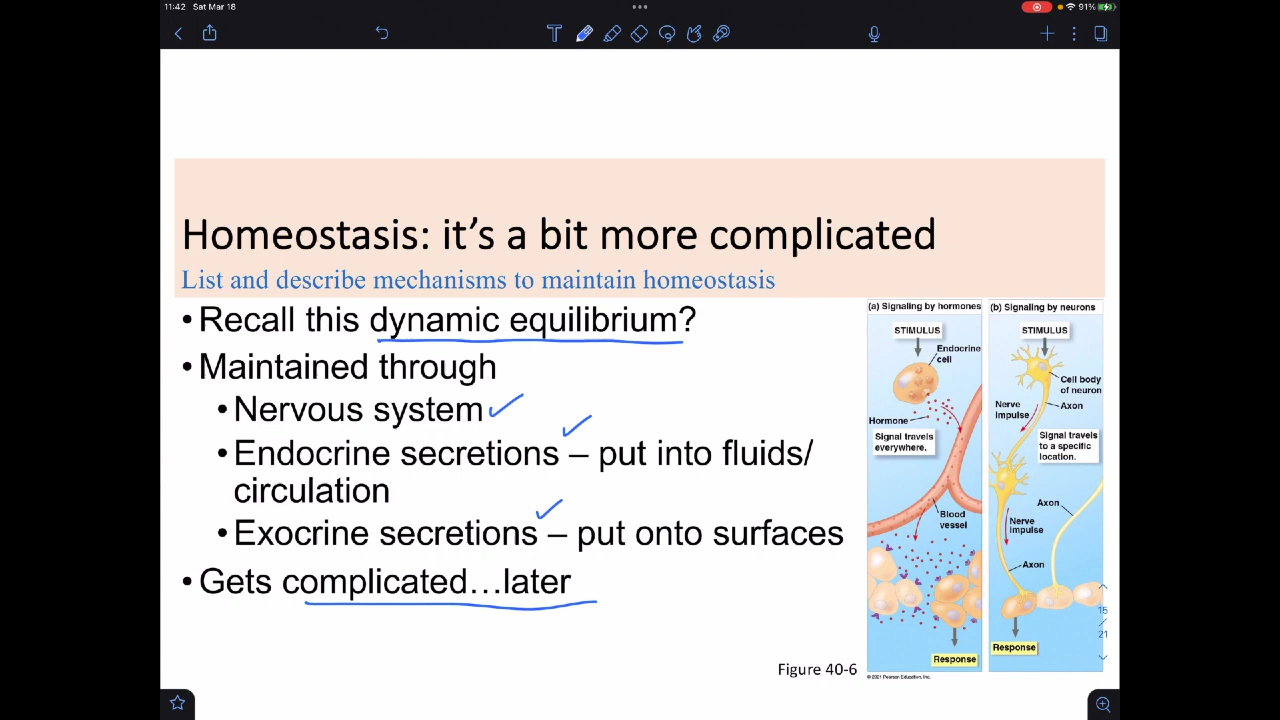 11:42 Sat Mar 18
91%
Homeostasis: it's a bit more complicated
List and describe mechanisms to maintain homeostasis
• Recall this dynamic equilibrium?
• Maintained through
• Nervous system
• Endocrine secretions – put into fluids/
circulation
• Exocrine secretions – put onto surfaces
• Gets complicated…later
Figure 40-6
(a) Signaling by hormones
STIMULUS
Endocrine
cell
Hormone
Signal travels
everywhere.
Blood
vessel
Response
© 2021 Pearson Education, Inc.
(b) Signaling by neurons
STIMULUS
Cell body
of neuron
Nerve
impulse
Axon
Signal travels
to a specific
location.
Axon
Nerve
impulse
Axon
Response
15
/
21